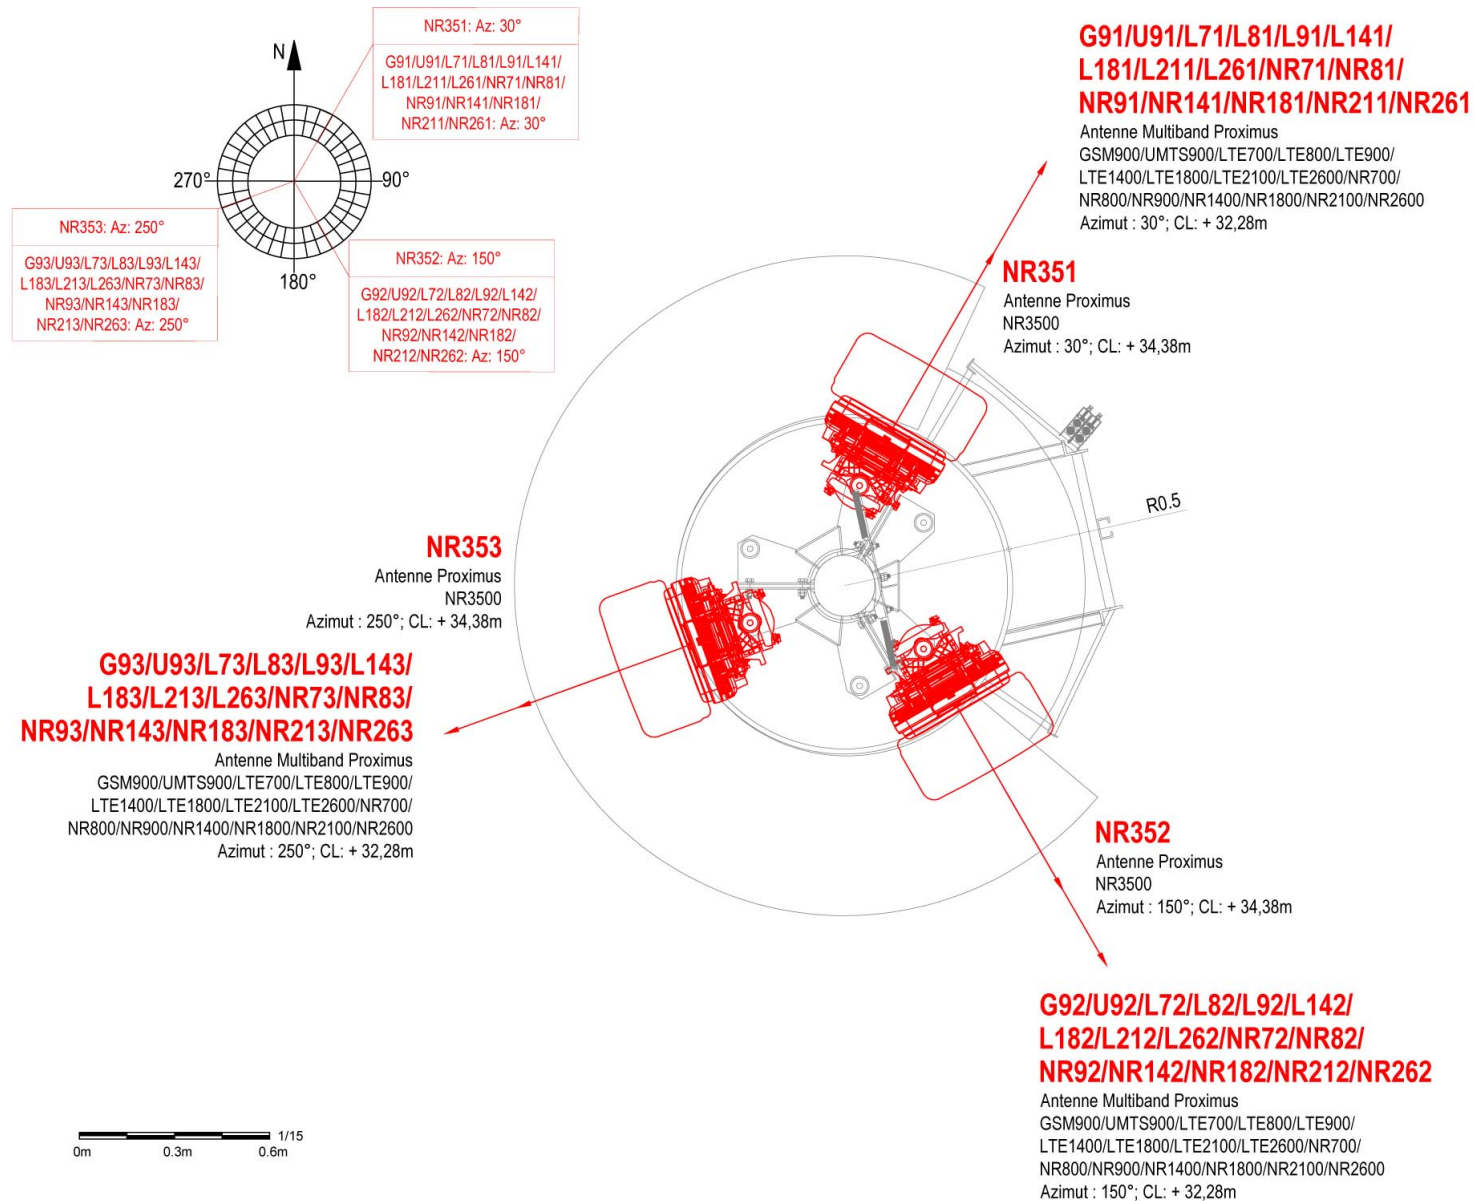 N
270°
90°
180°
NR351: Az: 30°
G91/U91/L71/L81/L91/L141/
L181/L211/L261/NR71/NR81/
NR91/NR141/NR181/
NR211/NR261: Az: 30°
NR353: Az: 250°
G93/U93/L73/L83/L93/L143/
L183/L213/L263/NR73/NR83/
NR93/NR143/NR183/
NR213/NR263: Az: 250°
NR352: Az: 150°
G92/U92/L72/L82/L92/L142/
L182/L212/L262/NR72/NR82/
NR92/NR142/NR182/
NR212/NR262: Az: 150°
G91/U91/L71/L81/L91/L141/
L181/L211/L261/NR71/NR81/
NR91/NR141/NR181/NR211/NR261
Antenne Multiband Proximus
GSM900/UMTS900/LTE700/LTE800/LTE900/
LTE1400/LTE1800/LTE2100/LTE2600/NR700/
NR800/NR900/NR1400/NR1800/NR2100/NR2600
Azimut : 30°; CL: + 32,28m
NR351
Antenne Proximus
NR3500
Azimut : 30°; CL: + 34,38m
R0.5
NR353
Antenne Proximus
NR3500
Azimut : 250°; CL: + 34,38m
G93/U93/L73/L83/L93/L143/
L183/L213/L263/NR73/NR83/
NR93/NR143/NR183/NR213/NR263
Antenne Multiband Proximus
GSM900/UMTS900/LTE700/LTE800/LTE900/
LTE1400/LTE1800/LTE2100/LTE2600/NR700/
NR800/NR900/NR1400/NR1800/NR2100/NR2600
Azimut : 250°; CL: + 32,28m
NR352
Antenne Proximus
NR3500
Azimut : 150°; CL: + 34,38m
G92/U92/L72/L82/L92/L142/
L182/L212/L262/NR72/NR82/
NR92/NR142/NR182/NR212/NR262
Antenne Multiband Proximus
GSM900/UMTS900/LTE700/LTE800/LTE900/
LTE1400/LTE1800/LTE2100/LTE2600/NR700/
NR800/NR900/NR1400/NR1800/NR2100/NR2600
Azimut : 150°; CL: + 32,28m
1/15
0m 0.3m 0.6m